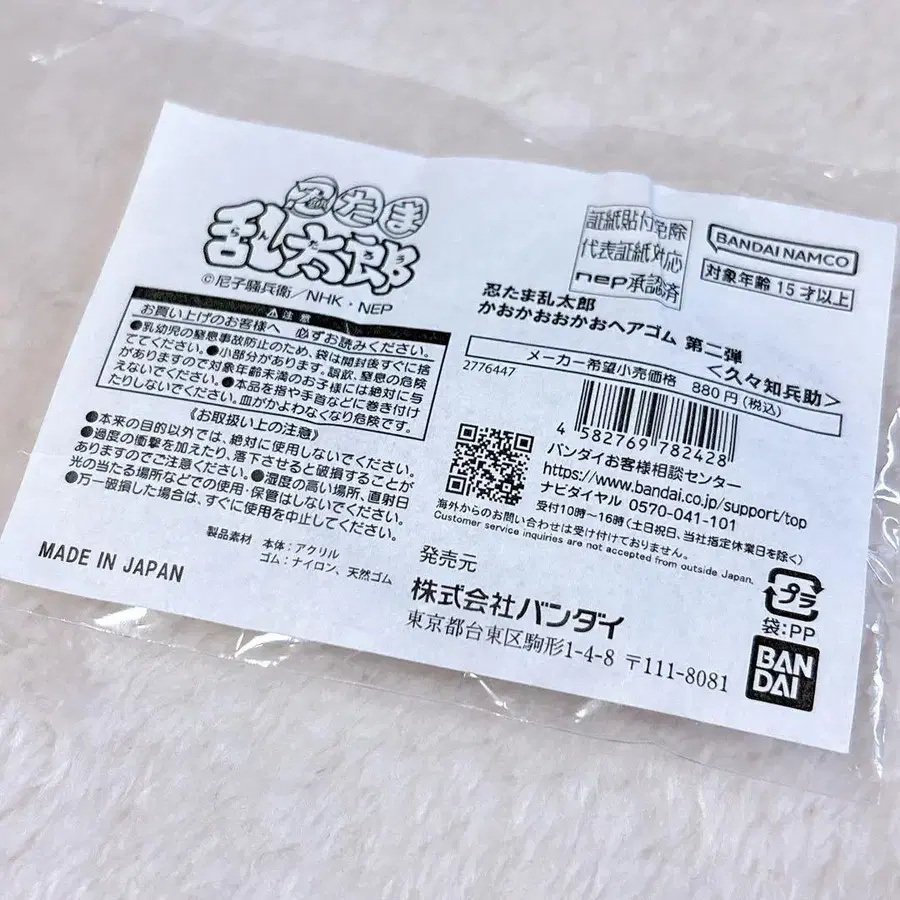 忍たま
乱太郎
らんたろう
©尼子騒兵衛/NHK・NEP
⚠注意
お買い上げのお客様へ 必ずお読みください。
●乳幼児の窒息事故防止のため、袋は開封後すぐに捨
ててください。●小部分があります。誤飲、窒息の危険
がありますので対象年齢未満のお子様には絶対に与
えないでください。●本品を指や手首などに巻き付け
たりしないでください。血がかよわなくなり危険です。
《お取扱い上の注意》
●本来の目的以外では、絶対に使用しないでください。
●過度の衝撃を加えたり、落下させると破損することが
ありますのでご注意ください。●湿度の高い場所、直射日
光の当たる場所などでの使用・保管はしないでください。
●万一破損した場合は、すぐに使用を中止してください。
製品素材 本体:アクリル
ゴム:ナイロン、天然ゴム
MADE IN JAPAN
証紙貼付免除
代表証紙対応
nep承認済
BANDAI NAMCO
対象年齢 15才以上
忍たま乱太郎
かおかおおかおヘアゴム 第二弾
<久々知兵助>
メーカー希望小売価格 880円(税込)
2776447
4 582769 782428
バンダイお客様相談センター
https://www.bandai.co.jp/support/top
ナビダイヤル 0570-041-101
受付10時～16時(土日祝日、当社指定休業日を除く)
海外からのお問い合わせは受け付けておりません。
Customer service inquiries are not accepted from outside Japan.
発売元
株式会社バンダイ
東京都台東区駒形1-4-8 〒111-8081
プラ
袋:PP
BAN
DAI